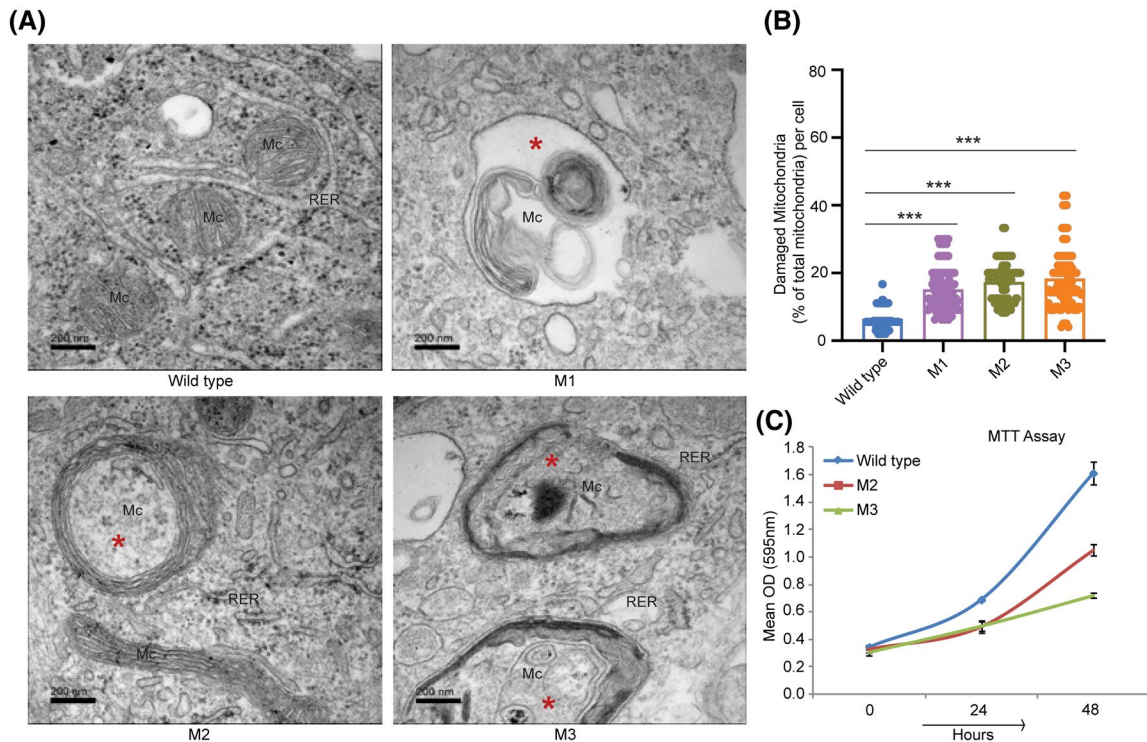 (A)
Mc
Mc
RER
Mc
200 nm
Wild type
*
Mc
200 nm
M1
Mc
*
RER
Mc
200 nm
M2
*
RER
Mc
RER
Mc
*
200 nm
M3
(B)
Damaged Mitochondria
(% of total mitochondria) per cell
80
60
40
20
0
***
***
***
Wild type
M1
M2
M3
(C)
MTT Assay
Wild type
M2
M3
Mean OD (595nm)
1.8
1.6
1.4
1.2
1.0
0.8
0.6
0.4
0.2
0.0
0
24
48
Hours